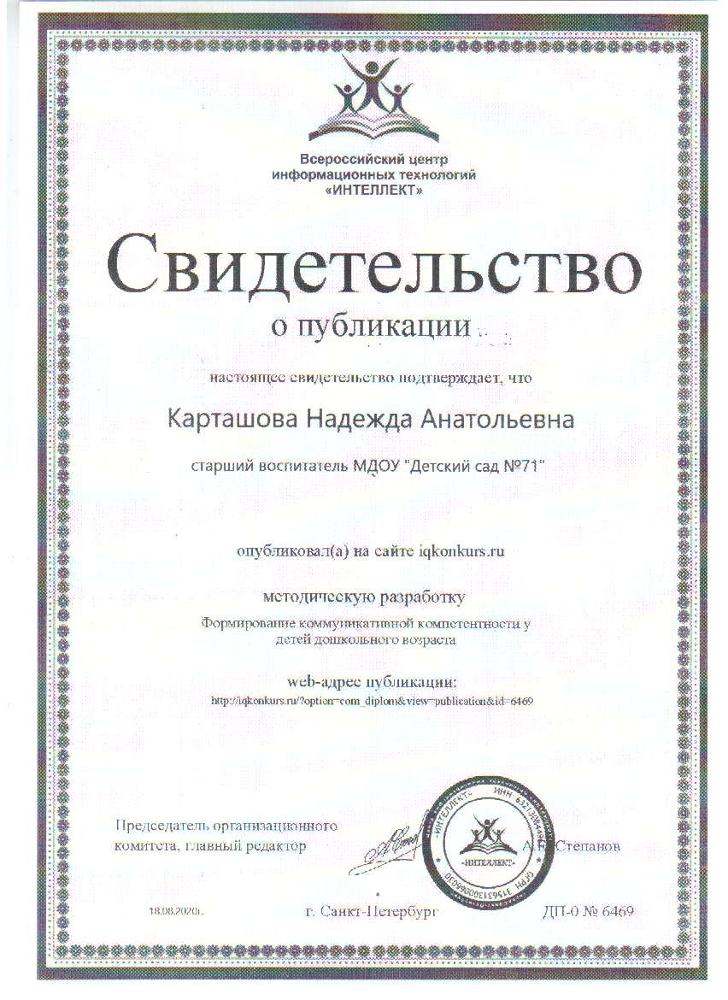 Всероссийский центр
информационных технологий
«ИНТЕЛЛЕКТ»
Свидетельство
о публикации
настоящее свидетельство подтверждает, что
Карташова Надежда Анатольевна
старший воспитатель МДОУ "Детский сад №71"
опубликовал(а) на сайте iqkonkurs.ru
методическую разработку
Формирование коммуникативной компетентности у
детей дошкольного возраста
web-адрес публикации:
http://iqkonkurs.ru/?option=com_diplom&view=publication&id=6469
Председатель организационного
комитета, главный редактор
Степанов
«ИНТЕЛЛЕКТ»
ИНН
«ИНТЕЛЛЕКТ»
ОГРН
18.08.2020г.
г. Санкт-Петербург
ДП-0 № 6469